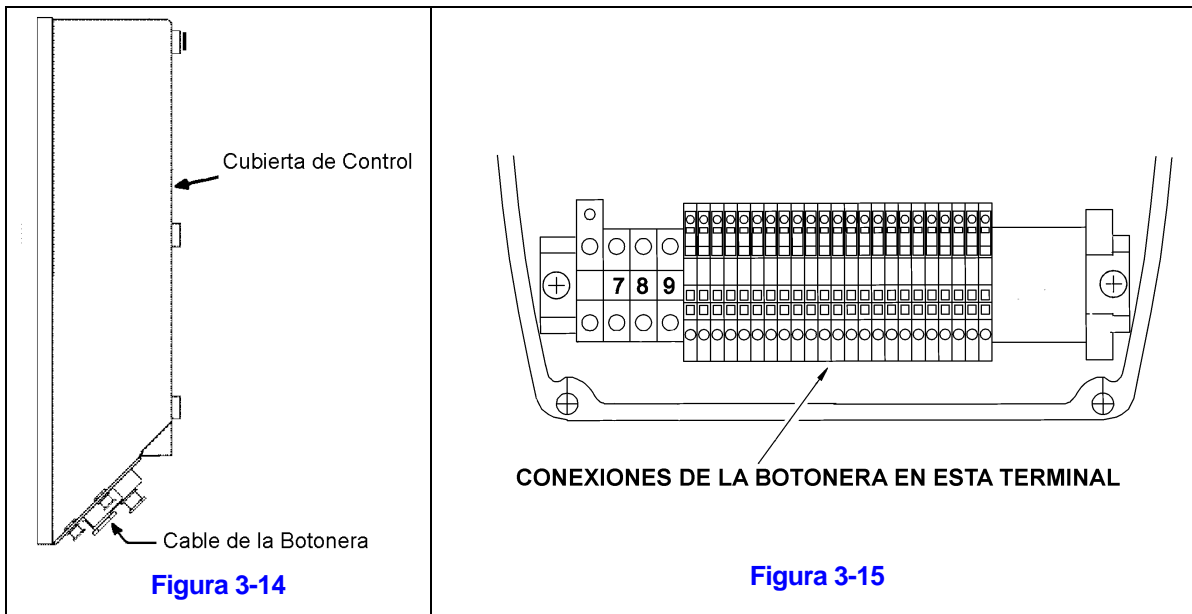 Cubierta de Control
Cable de la Botonera
Figura 3-14
7 8 9
CONEXIONES DE LA BOTONERA EN ESTA TERMINAL
Figura 3-15